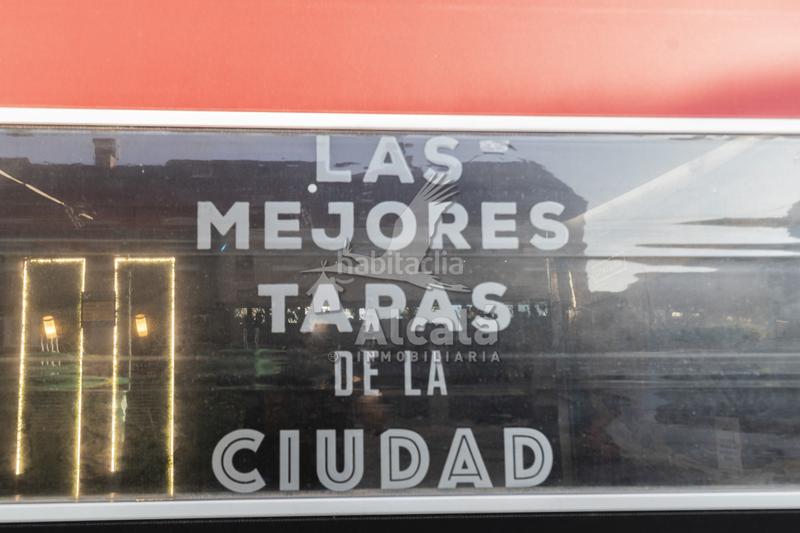 LAS
MEJORES
habitaclia
TAPAS
A
Alcalá
© INMOBILIARIA
DE LA
CIUDAD